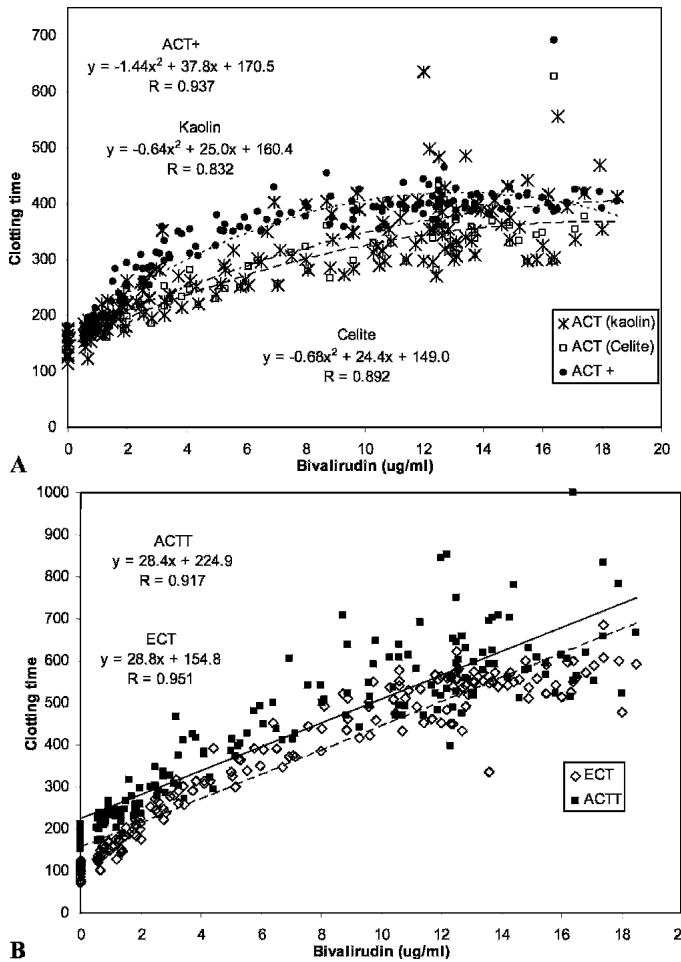 700
600
500
400
300
200
100
0
Clotting time
ACT+
y = -1.44x² + 37.8x + 170.5
R = 0.937
Kaolin
y = -0.64x² + 25.0x + 160.4
R = 0.832
Celite
y = -0.68x² + 24.4x + 149.0
R = 0.892
ACT (kaolin)
ACT (Celite)
ACT +
0 2 4 6 8 10 12 14 16 18 20
Bivalirudin (ug/ml)
A
1000
900
800
700
600
500
400
300
200
100
0
Clotting time
ACTT
y = 28.4x + 224.9
R = 0.917
ECT
y = 28.8x + 154.8
R = 0.951
ECT
ACTT
0 2 4 6 8 10 12 14 16 18 2
Bivalirudin (ug/ml)
B